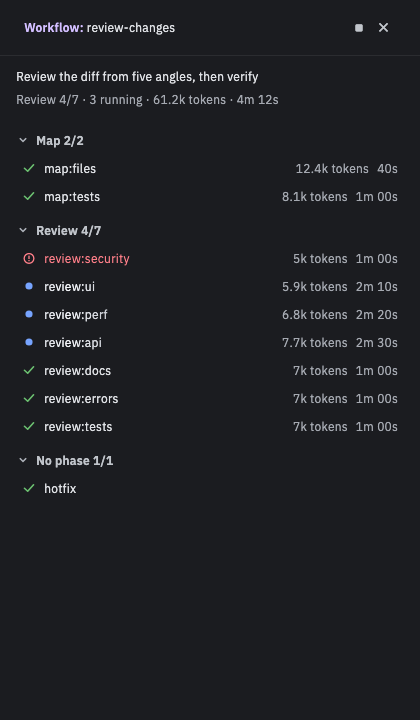 Workflow: review-changes
Review the diff from five angles, then verify
Review 4/7 · 3 running · 61.2k tokens · 4m 12s
Map 2/2
map:files 12.4k tokens 40s
map:tests 8.1k tokens 1m 00s
Review 4/7
review:security 5k tokens 1m 00s
review:ui 5.9k tokens 2m 10s
review:perf 6.8k tokens 2m 20s
review:api 7.7k tokens 2m 30s
review:docs 7k tokens 1m 00s
review:errors 7k tokens 1m 00s
review:tests 7k tokens 1m 00s
No phase 1/1
hotfix